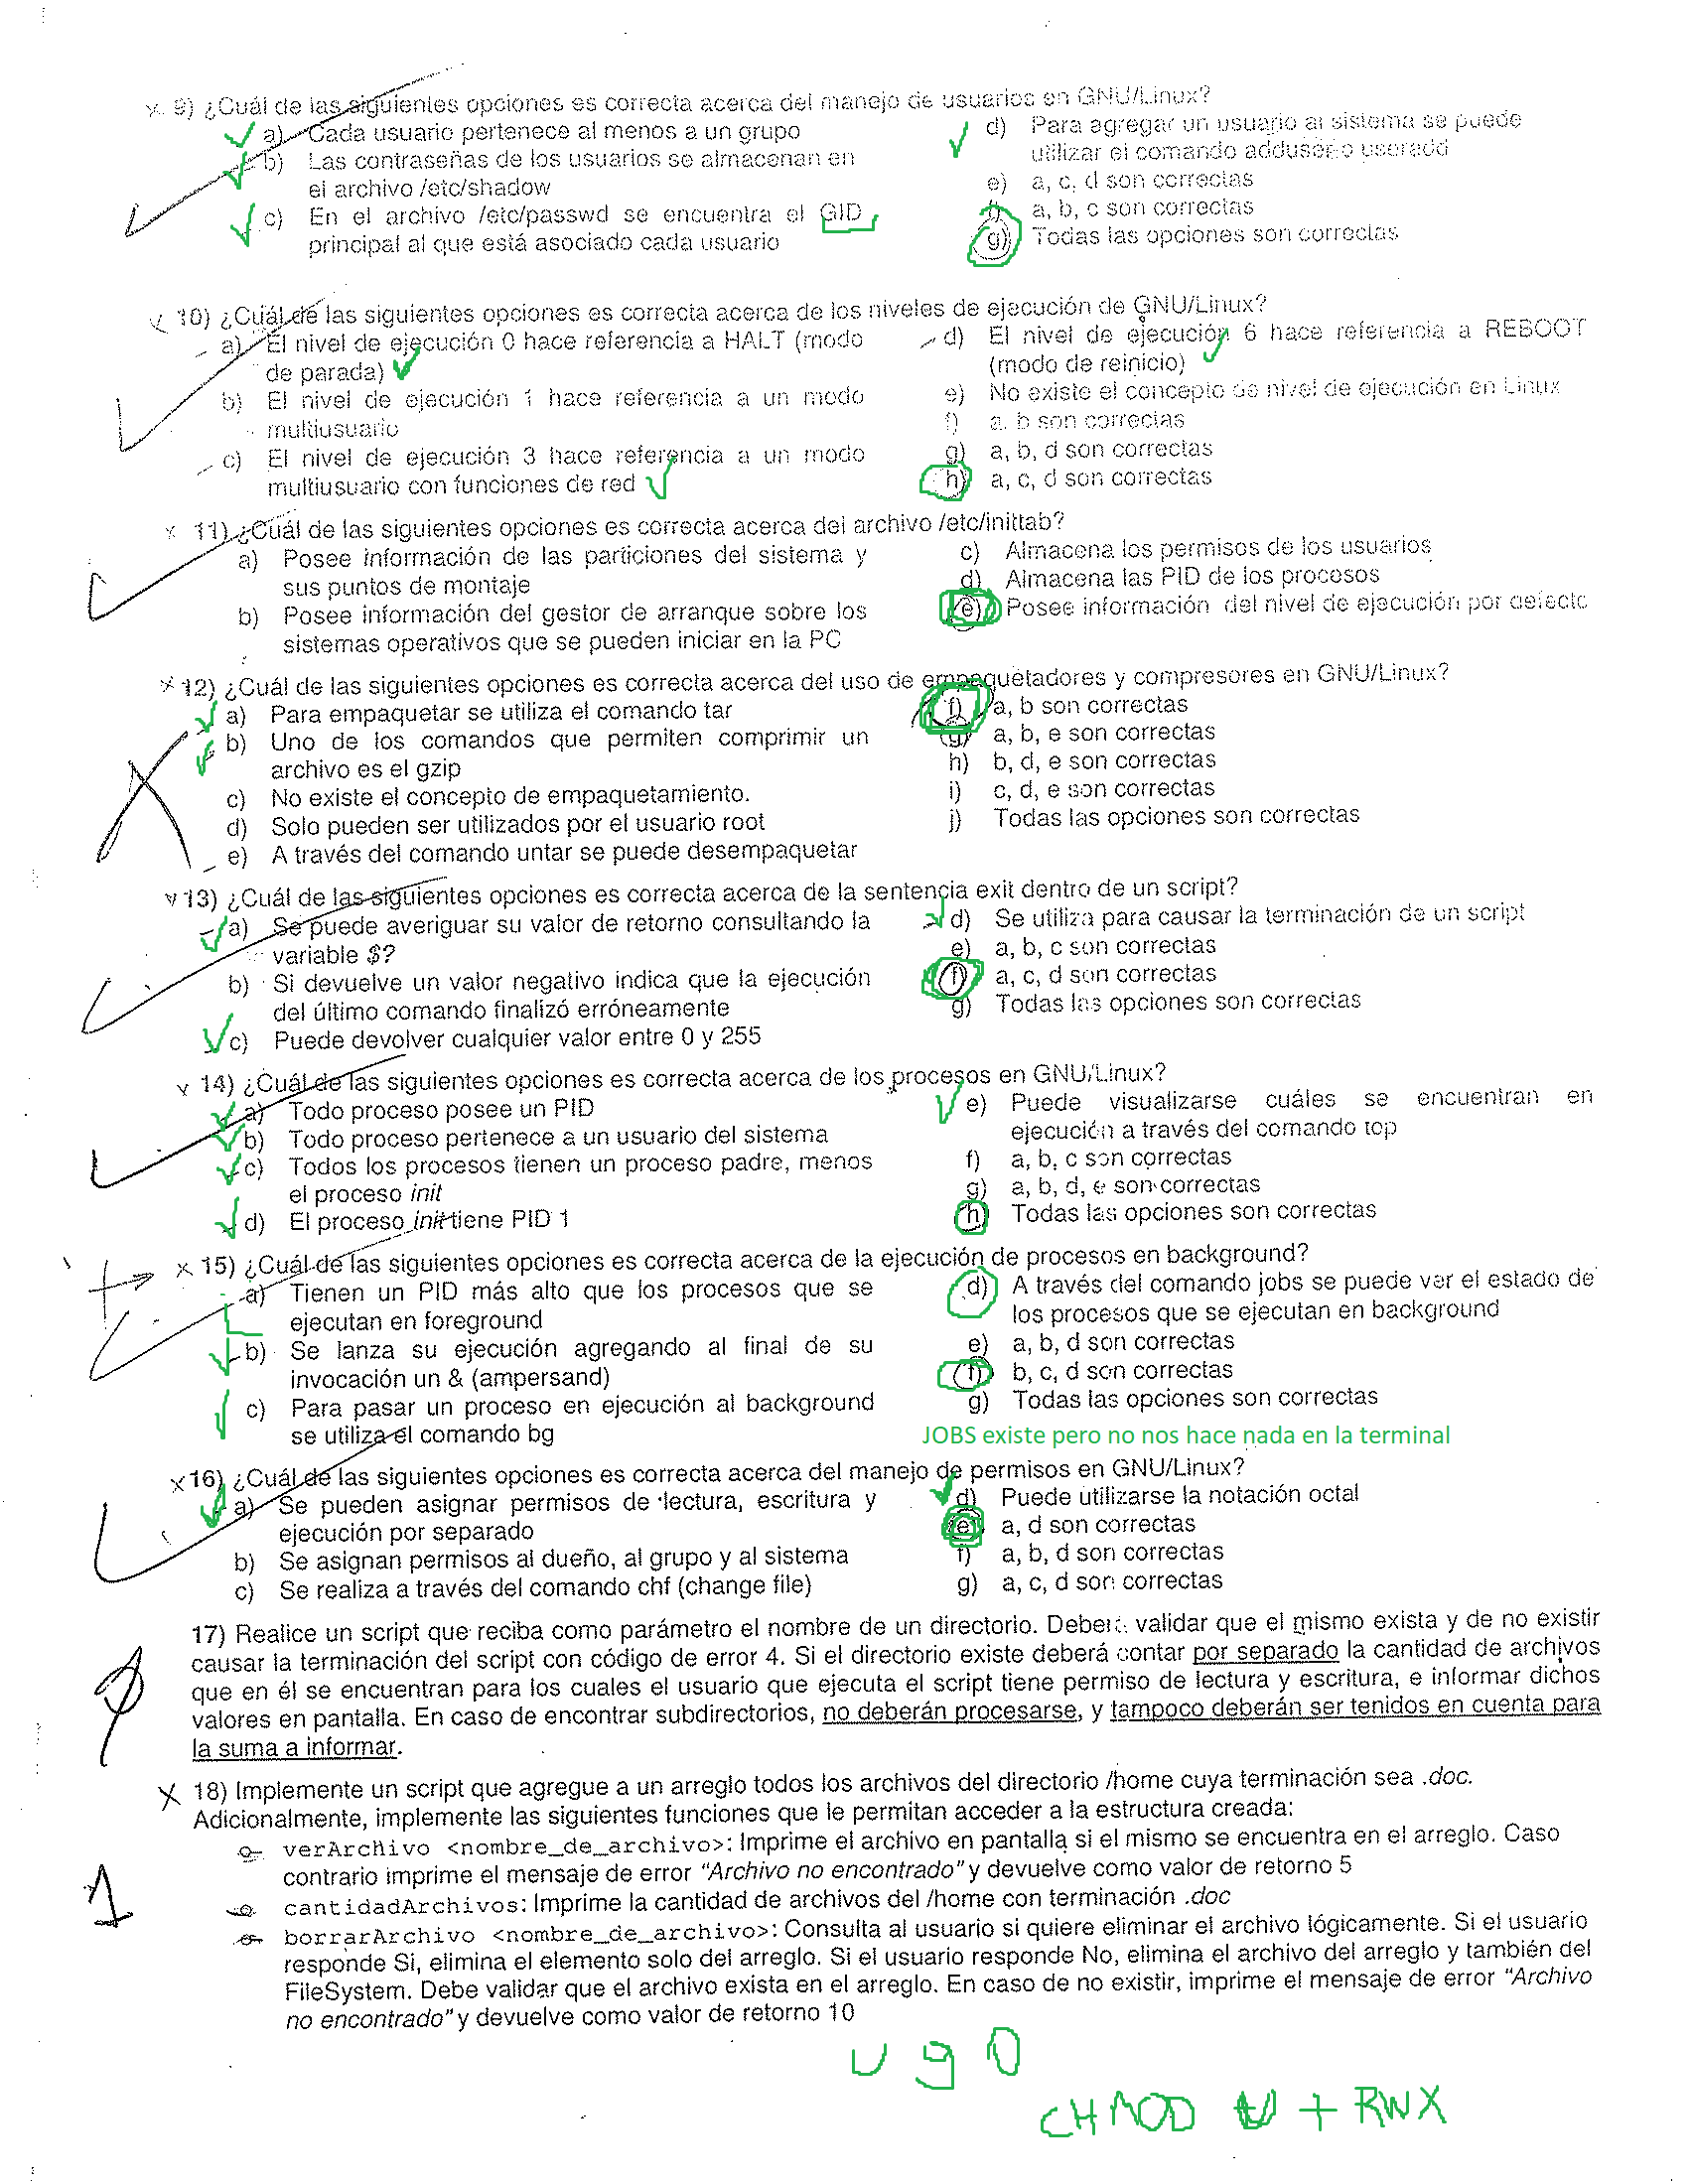 9) ¿Cuál de las siguientes opciones es correcta acerca del manejo de usuarios en GNU/Linux?
a) Cada usuario pertenece al menos a un grupo
b) Las contraseñas de los usuarios se almacenan en
el archivo /etc/shadow
c) En el archivo /etc/passwd se encuentra el GID
principal al que está asociado cada usuario
d) Para agregar un usuario al sistema se puede
utilizar el comando adduser o useradd
e) a, c, d son correctas
f) a, b, c son correctas
g) Todas las opciones son correctas
10) ¿Cuál de las siguientes opciones es correcta acerca de los niveles de ejecución de GNU/Linux?
a) El nivel de ejecución 0 hace referencia a HALT (modo
de parada)
b) El nivel de ejecución 1 hace referencia a un modo
multiusuario
c) El nivel de ejecución 3 hace referencia a un modo
multiusuario con funciones de red
d) El nivel de ejecución 6 hace referencia a REBOOT
(modo de reinicio)
e) No existe el concepto de nivel de ejecución en Linux
f) a, b son correctas
g) a, b, d son correctas
h) a, c, d son correctas
11) ¿Cuál de las siguientes opciones es correcta acerca del archivo /etc/inittab?
a) Posee información de las particiones del sistema y
sus puntos de montaje
b) Posee información del gestor de arranque sobre los
sistemas operativos que se pueden iniciar en la PC
c) Almacena los permisos de los usuarios
d) Almacena las PID de los procesos
e) Posee información del nivel de ejecución por defecto
12) ¿Cuál de las siguientes opciones es correcta acerca del uso de empaquetadores y compresores en GNU/Linux?
a) Para empaquetar se utiliza el comando tar
b) Uno de los comandos que permiten comprimir un
archivo es el gzip
c) No existe el concepto de empaquetamiento.
d) Solo pueden ser utilizados por el usuario root
e) A través del comando untar se puede desempaquetar
f) a, b son correctas
g) a, b, e son correctas
h) b, d, e son correctas
i) c, d, e son correctas
j) Todas las opciones son correctas
13) ¿Cuál de las siguientes opciones es correcta acerca de la sentencia exit dentro de un script?
a) Se puede averiguar su valor de retorno consultando la
variable $?
b) Si devuelve un valor negativo indica que la ejecución
del último comando finalizó erróneamente
c) Puede devolver cualquier valor entre 0 y 255
d) Se utiliza para causar la terminación de un script
e) a, b, c son correctas
f) a, c, d son correctas
g) Todas las opciones son correctas
14) ¿Cuál de las siguientes opciones es correcta acerca de los procesos en GNU/Linux?
a) Todo proceso posee un PID
b) Todo proceso pertenece a un usuario del sistema
c) Todos los procesos tienen un proceso padre, menos
el proceso init
d) El proceso init tiene PID 1
e) Puede visualizarse cuáles se encuentran en
ejecución a través del comando top
f) a, b, c son correctas
g) a, b, d, e son correctas
h) Todas las opciones son correctas
15) ¿Cuál de las siguientes opciones es correcta acerca de la ejecución de procesos en background?
a) Tienen un PID más alto que los procesos que se
ejecutan en foreground
b) Se lanza su ejecución agregando al final de su
invocación un & (ampersand)
c) Para pasar un proceso en ejecución al background
se utiliza el comando bg
d) A través del comando jobs se puede ver el estado de
los procesos que se ejecutan en background
e) a, b, d son correctas
f) b, c, d son correctas
g) Todas las opciones son correctas
JOBS existe pero no nos hace nada en la terminal
16) ¿Cuál de las siguientes opciones es correcta acerca del manejo de permisos en GNU/Linux?
a) Se pueden asignar permisos de lectura, escritura y
ejecución por separado
b) Se asignan permisos al dueño, al grupo y al sistema
c) Se realiza a través del comando chf (change file)
d) Puede utilizarse la notación octal
e) a, d son correctas
f) a, b, d son correctas
g) a, c, d son correctas
17) Realice un script que reciba como parámetro el nombre de un directorio. Deberá validar que el mismo exista y de no existir
causar la terminación del script con código de error 4. Si el directorio existe deberá contar por separado la cantidad de archivos
que en él se encuentran para los cuales el usuario que ejecuta el script tiene permiso de lectura y escritura, e informar dichos
valores en pantalla. En caso de encontrar subdirectorios, no deberán procesarse, y tampoco deberán ser tenidos en cuenta para
la suma a informar.
18) Implemente un script que agregue a un arreglo todos los archivos del directorio /home cuya terminación sea .doc.
Adicionalmente, implemente las siguientes funciones que le permitan acceder a la estructura creada:
verArchivo <nombre_de_archivo>: Imprime el archivo en pantalla si el mismo se encuentra en el arreglo. Caso
contrario imprime el mensaje de error "Archivo no encontrado" y devuelve como valor de retorno 5
1
cantidadArchivos: Imprime la cantidad de archivos del /home con terminación .doc
borrarArchivo <nombre_de_archivo>: Consulta al usuario si quiere eliminar el archivo lógicamente. Si el usuario
responde Si, elimina el elemento solo del arreglo. Si el usuario responde No, elimina el archivo del arreglo y también del
FileSystem. Debe validar que el archivo exista en el arreglo. En caso de no existir, imprime el mensaje de error "Archivo
no encontrado" y devuelve como valor de retorno 10
u g o
CHMOD U + RWX